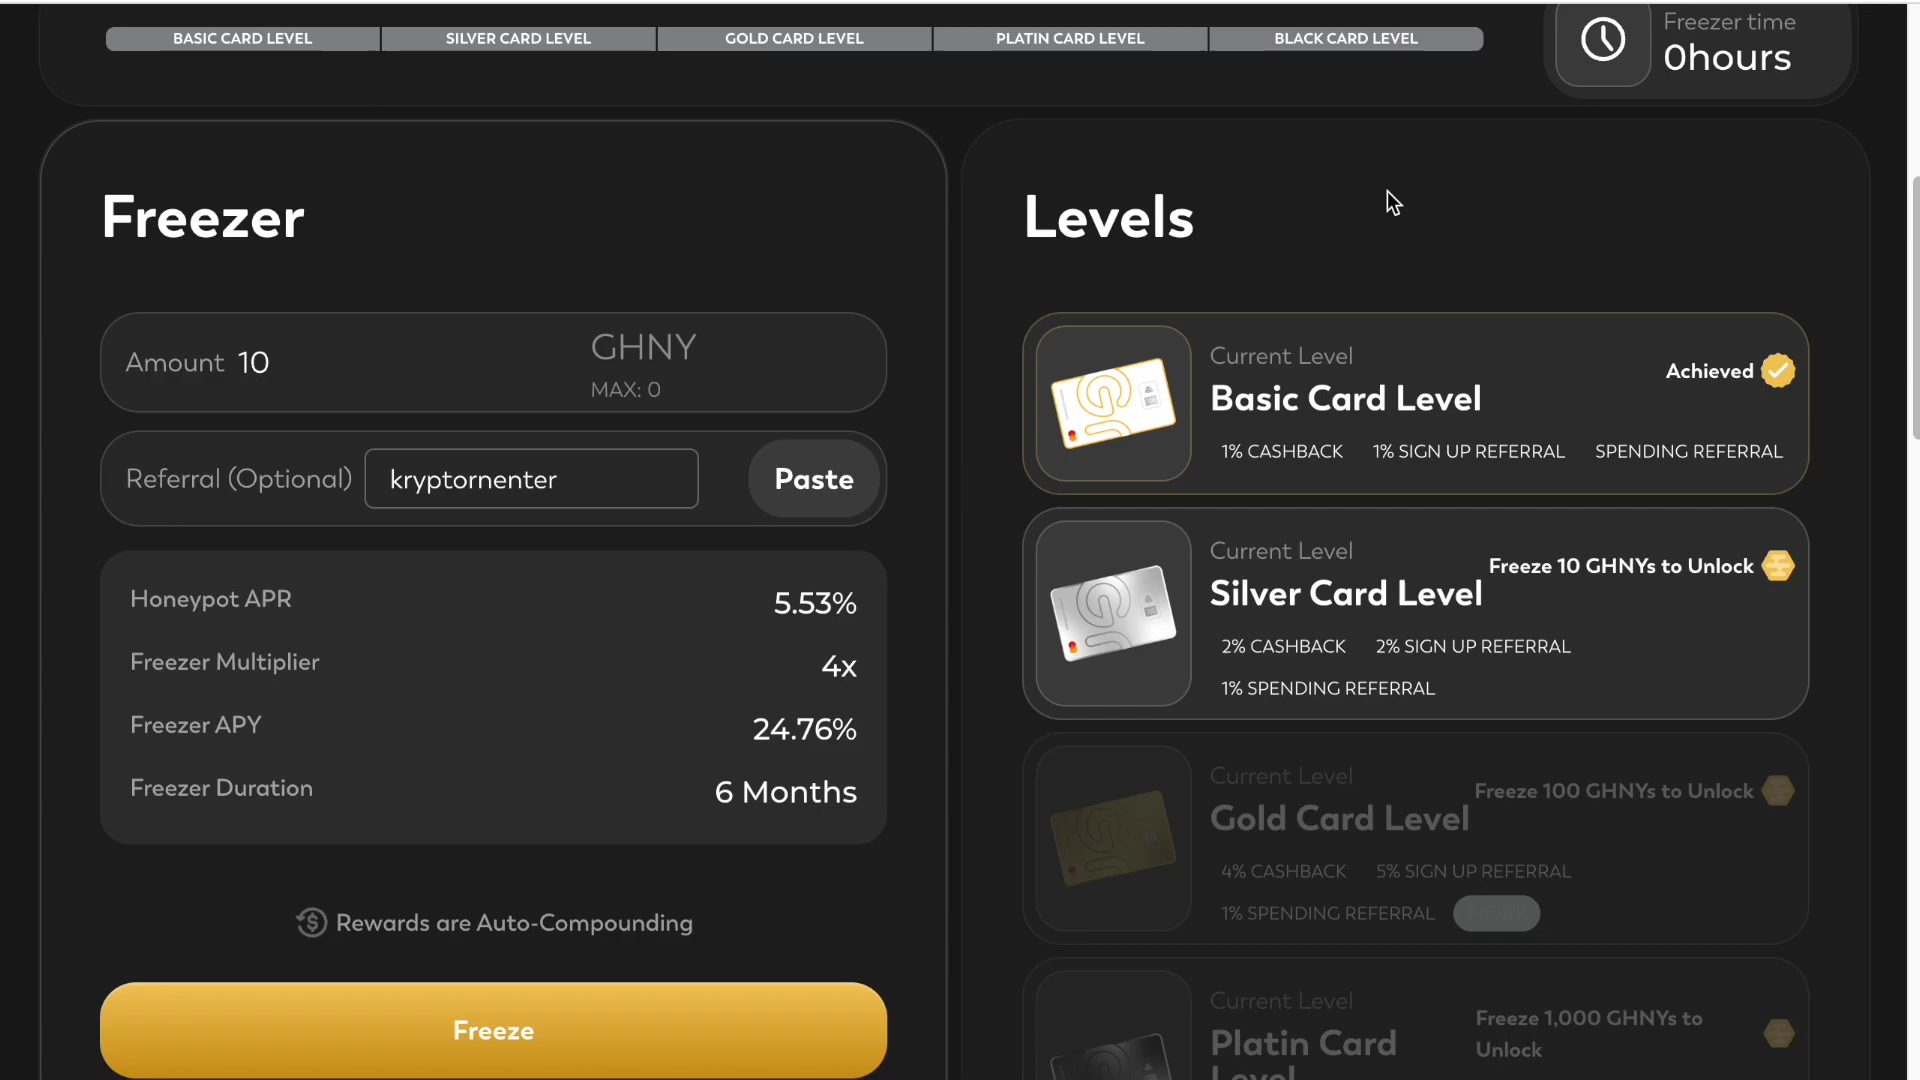 BASIC CARD LEVEL
SILVER CARD LEVEL
GOLD CARD LEVEL
PLATIN CARD LEVEL
BLACK CARD LEVEL
Freezer time
0hours
Freezer
Amount 10
GHNY
MAX: 0
Referral (Optional)
kryptornenter
Paste
Honeypot APR
5.53%
Freezer Multiplier
4x
Freezer APY
24.76%
Freezer Duration
6 Months
Rewards are Auto-Compounding
Freeze
Levels
Current Level
Basic Card Level
Achieved
1% CASHBACK
1% SIGN UP REFERRAL
SPENDING REFERRAL
Current Level
Silver Card Level
Freeze 10 GHNYs to Unlock
2% CASHBACK
2% SIGN UP REFERRAL
1% SPENDING REFERRAL
Current Level
Gold Card Level
Freeze 100 GHNYs to Unlock
4% CASHBACK
5% SIGN UP REFERRAL
1% SPENDING REFERRAL
MORE
Current Level
Platin Card
Level
Freeze 1,000 GHNYs to
Unlock